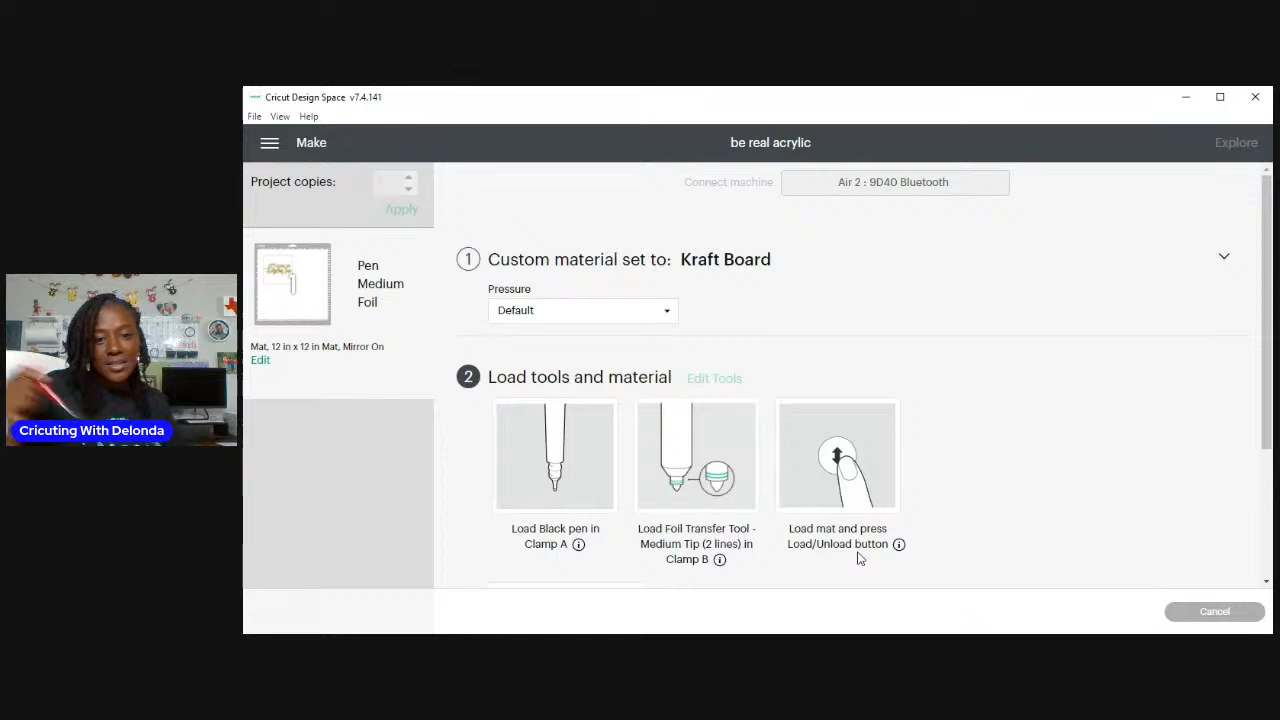 Cricut Design Space v7.4.141
File View Help
Make
be real acrylic
Explore
Project copies:
Apply
Connect machine
Air 2 : 9D40 Bluetooth
Pen
Medium
Foil
Mat, 12 in x 12 in Mat, Mirror On
Edit
1 Custom material set to: Kraft Board
Pressure
Default
2 Load tools and material Edit Tools
Load Black pen in
Clamp A
Load Foil Transfer Tool -
Medium Tip (2 lines) in
Clamp B
Load mat and press
Load/Unload button
Cancel
Cricuting With Delonda